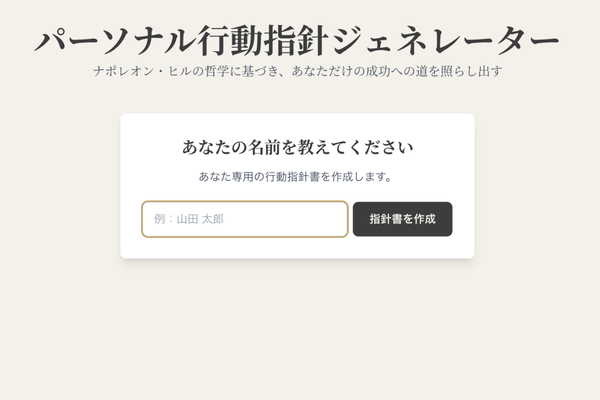 パーソナル行動指針ジェネレーター
ナポレオン・ヒルの哲学に基づき、あなただけの成功への道を照らし出す
あなたの名前を教えてください
あなた専用の行動指針書を作成します。
例：山田 太郎
指針書を作成